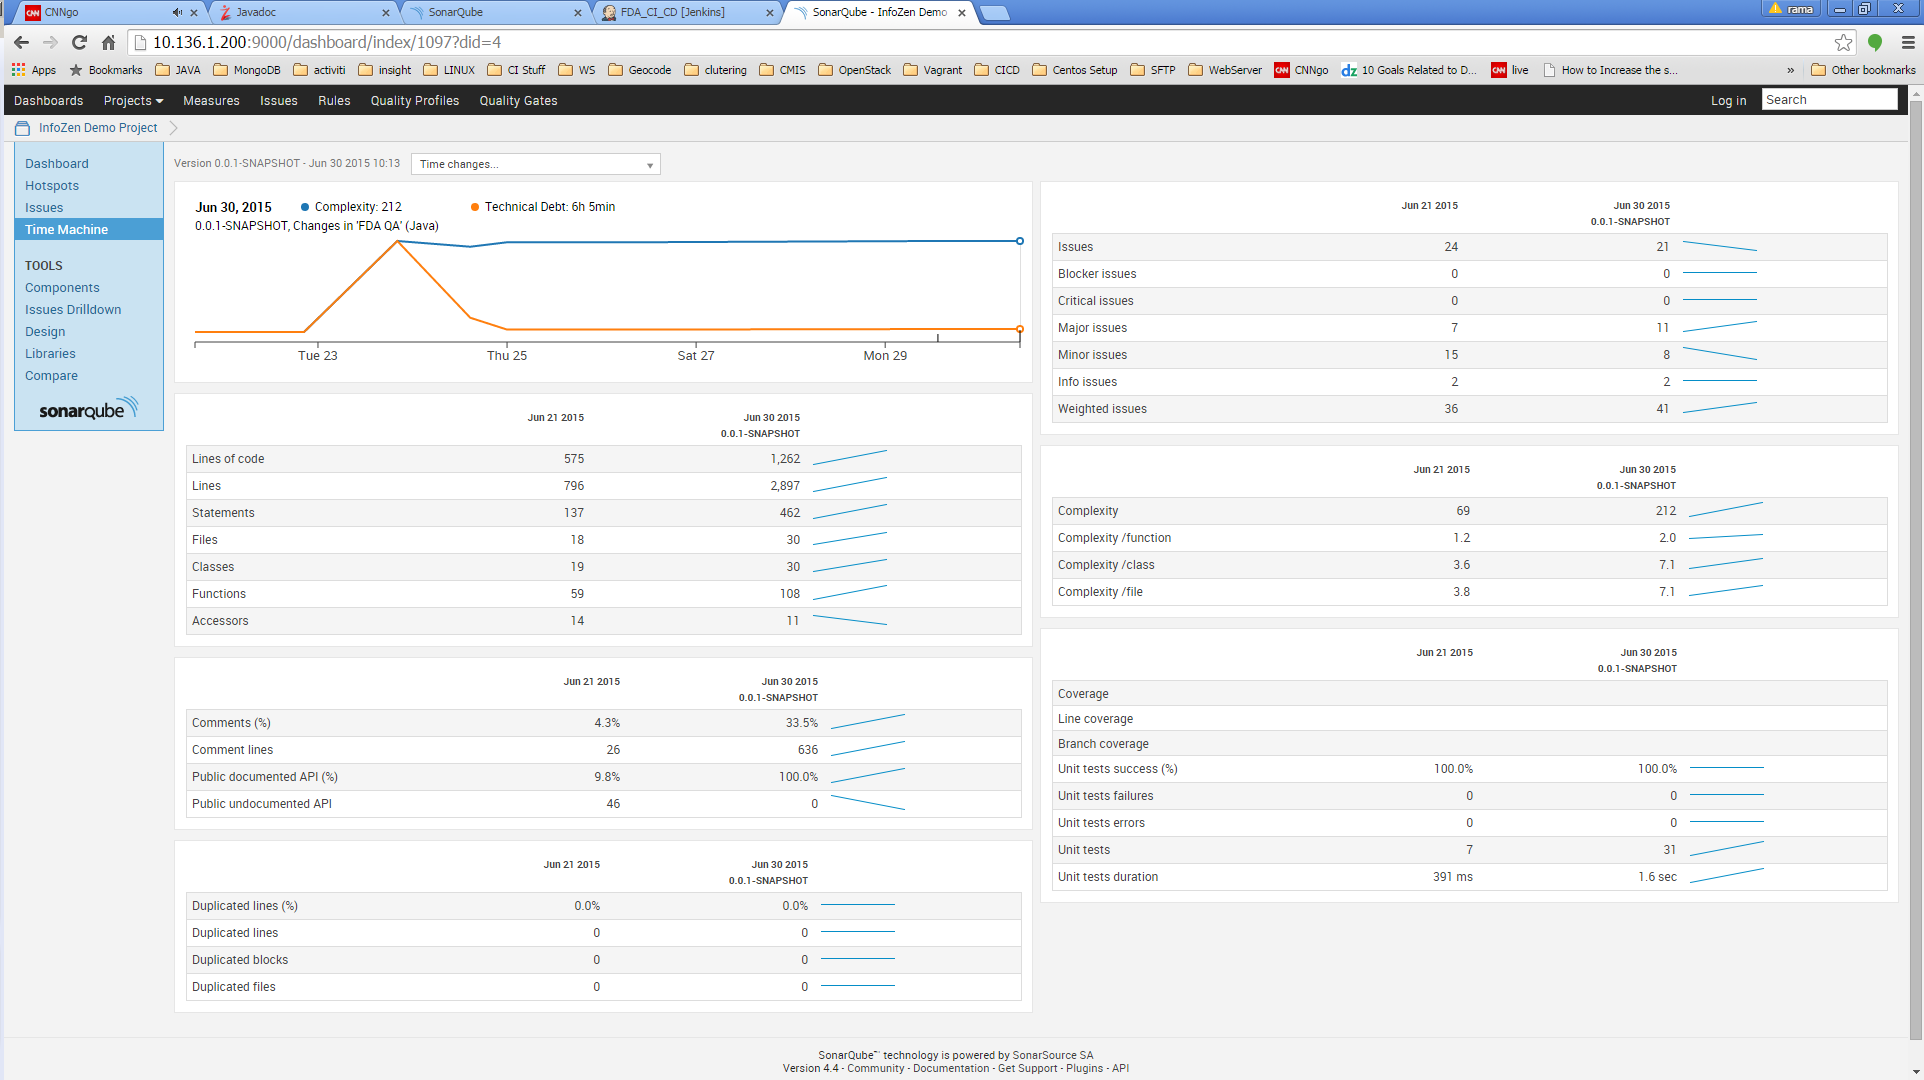 CNNgo
Javadoc
SonarQube
FDA_CI_CD [Jenkins]
SonarQube - InfoZen Demo
rama
10.136.1.200:9000/dashboard/index/1097?did=4
Apps
Bookmarks
JAVA
MongoDB
activiti
insight
LINUX
CI Stuff
WS
Geocode
clutering
CMIS
OpenStack
Vagrant
CICD
Centos Setup
SFTP
WebServer
CNN CNNgo
dz 10 Goals Related to D...
CNN live
How to Increase the s...
»
Other bookmarks
Dashboards Projects Measures Issues Rules Quality Profiles Quality Gates
Log in
Search
InfoZen Demo Project
Dashboard
Hotspots
Issues
Time Machine
TOOLS
Components
Issues Drilldown
Design
Libraries
Compare
sonarqube
Version 0.0.1-SNAPSHOT - Jun 30 2015 10:13
Time changes...
Jun 30, 2015 Complexity: 212 Technical Debt: 6h 5min
0.0.1-SNAPSHOT, Changes in 'FDA QA' (Java)
Tue 23 Thu 25 Sat 27 Mon 29
Jun 21 2015 Jun 30 2015
0.0.1-SNAPSHOT
Lines of code 575 1,262
Lines 796 2,897
Statements 137 462
Files 18 30
Classes 19 30
Functions 59 108
Accessors 14 11
Jun 21 2015 Jun 30 2015
0.0.1-SNAPSHOT
Comments (%) 4.3% 33.5%
Comment lines 26 636
Public documented API (%) 9.8% 100.0%
Public undocumented API 46 0
Jun 21 2015 Jun 30 2015
0.0.1-SNAPSHOT
Duplicated lines (%) 0.0% 0.0%
Duplicated lines 0 0
Duplicated blocks 0 0
Duplicated files 0 0
Jun 21 2015 Jun 30 2015
0.0.1-SNAPSHOT
Issues 24 21
Blocker issues 0 0
Critical issues 0 0
Major issues 7 11
Minor issues 15 8
Info issues 2 2
Weighted issues 36 41
Jun 21 2015 Jun 30 2015
0.0.1-SNAPSHOT
Complexity 69 212
Complexity /function 1.2 2.0
Complexity /class 3.6 7.1
Complexity /file 3.8 7.1
Jun 21 2015 Jun 30 2015
0.0.1-SNAPSHOT
Coverage
Line coverage
Branch coverage
Unit tests success (%) 100.0% 100.0%
Unit tests failures 0 0
Unit tests errors 0 0
Unit tests 7 31
Unit tests duration 391 ms 1.6 sec
SonarQube™ technology is powered by SonarSource SA
Version 4.4 - Community - Documentation - Get Support - Plugins - API